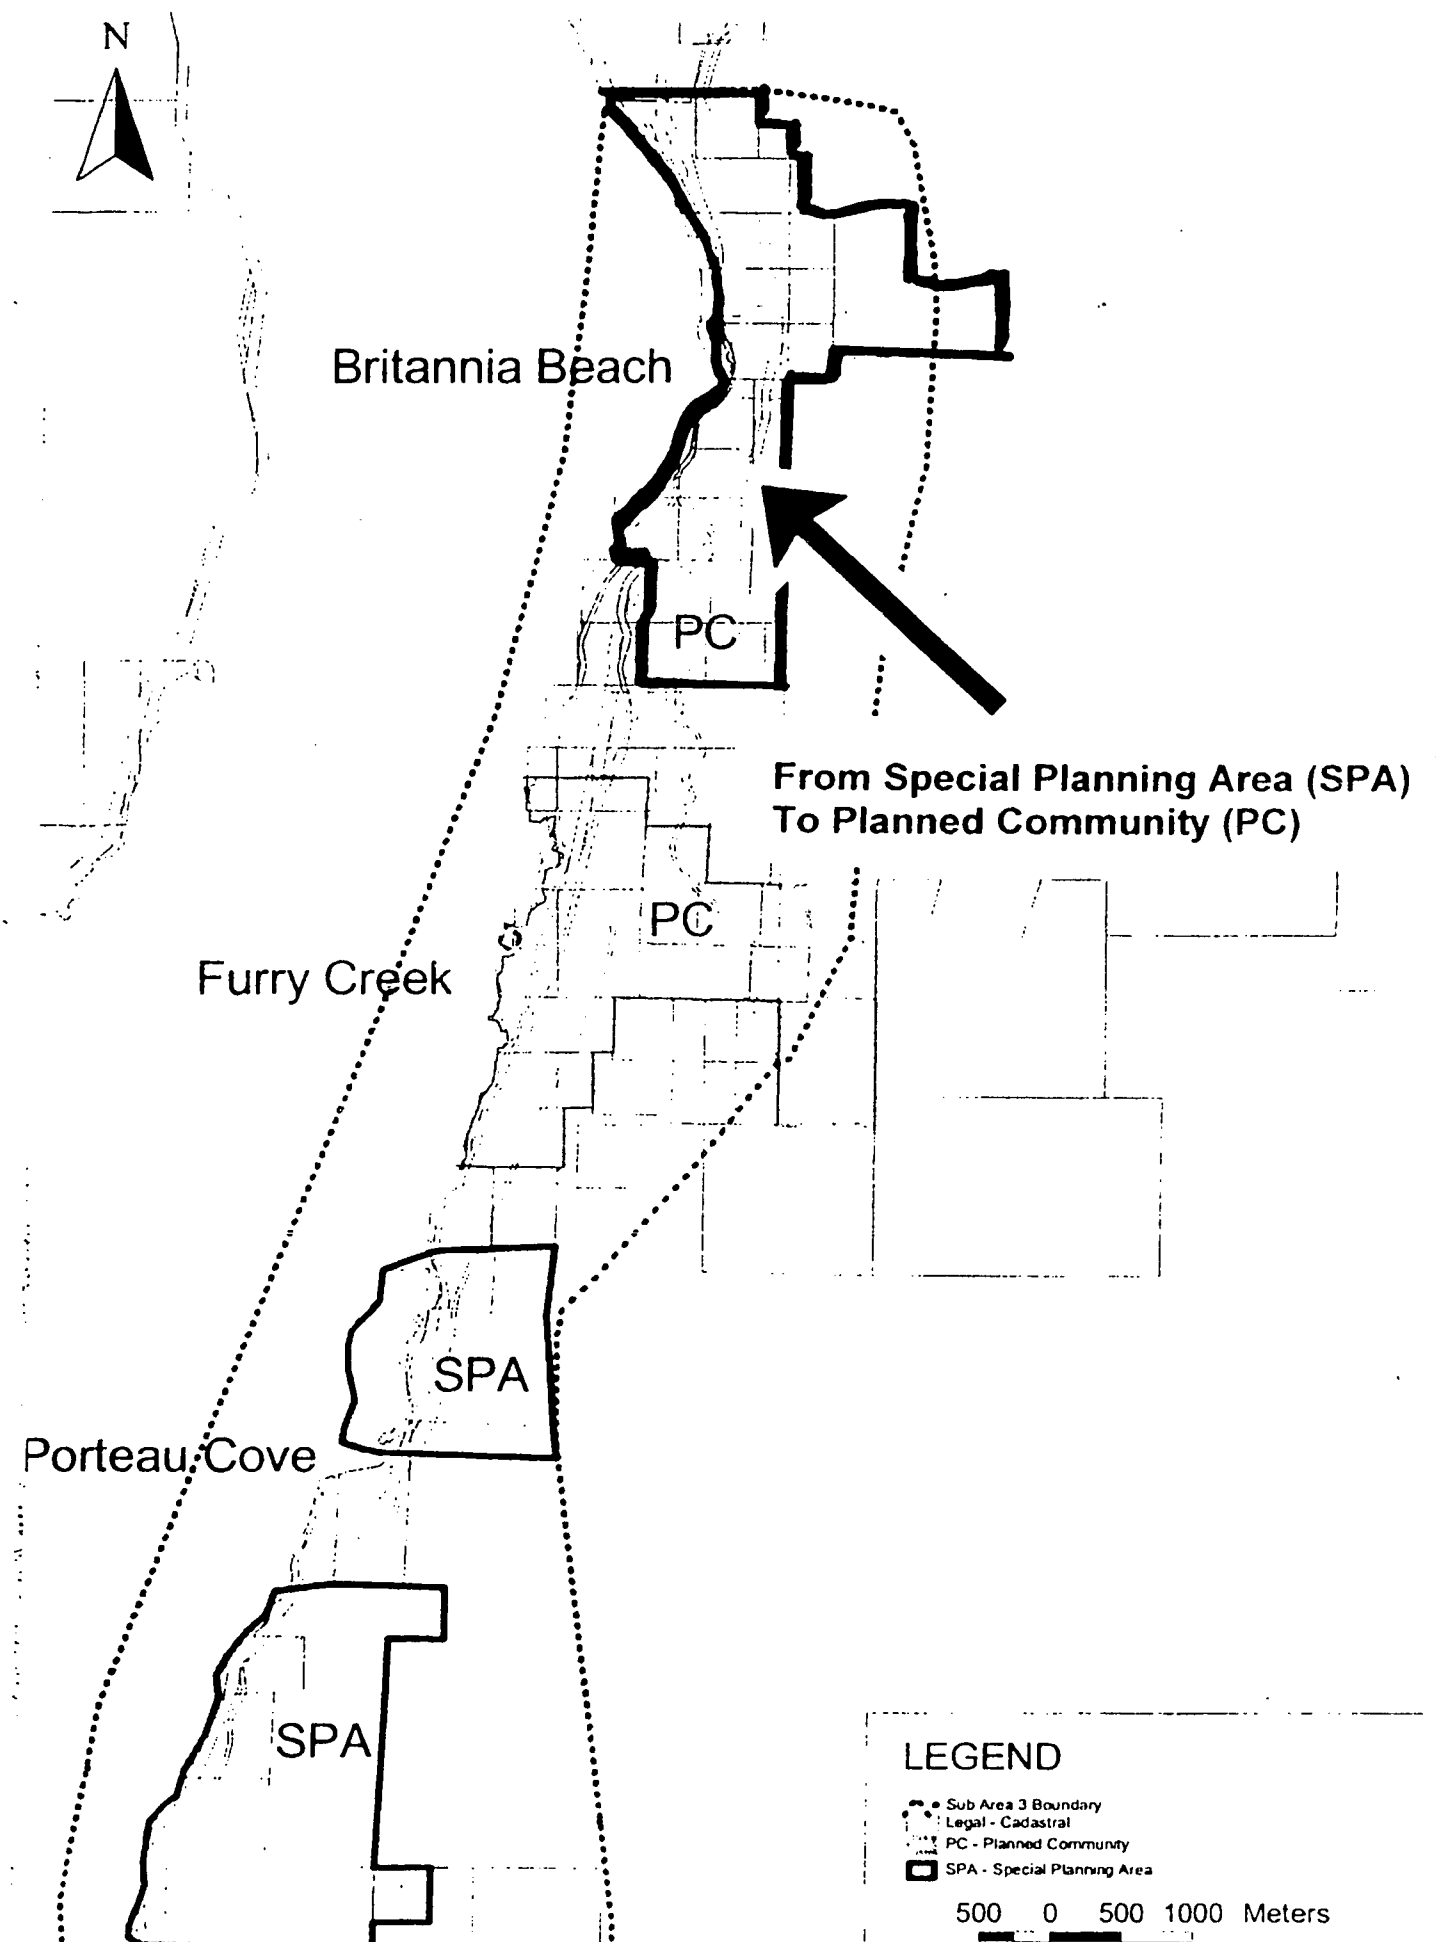 N
Britannia Beach
PC
From Special Planning Area (SPA)
To Planned Community (PC)
PC
Furry Creek
SPA
Porteau Cove
SPA
LEGEND
Sub Area 3 Boundary
Legal - Cadastral
PC - Planned Community
SPA - Special Planning Area
500 0 500 1000 Meters